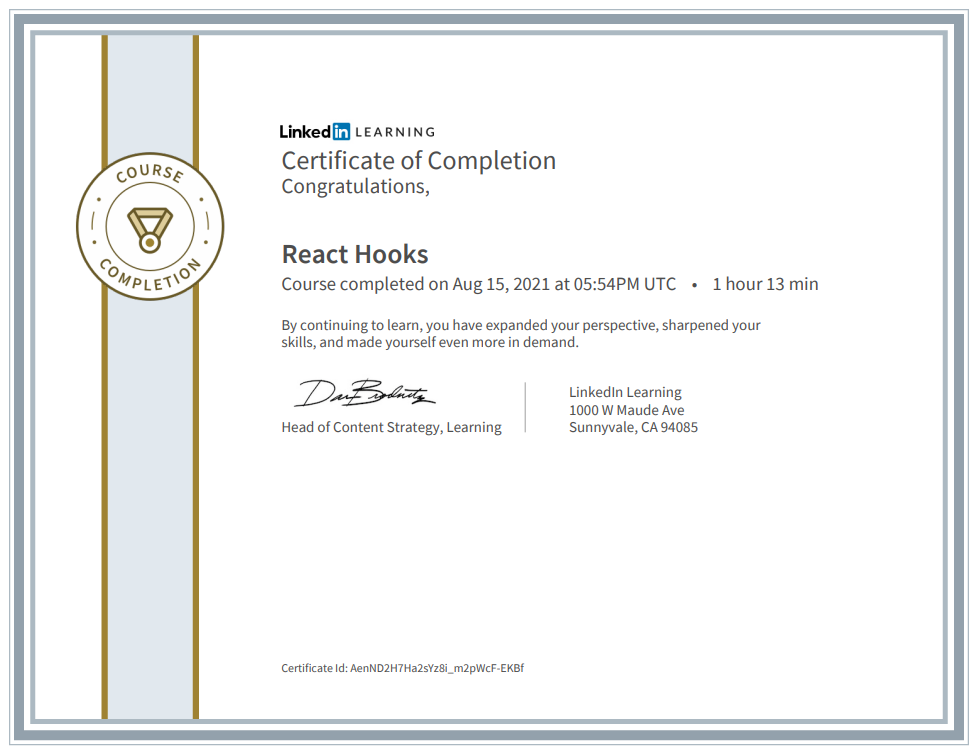 COURSE
COMPLETION
Linked in LEARNING
Certificate of Completion
Congratulations,
React Hooks
Course completed on Aug 15, 2021 at 05:54PM UTC • 1 hour 13 min
By continuing to learn, you have expanded your perspective, sharpened your
skills, and made yourself even more in demand.
Head of Content Strategy, Learning
LinkedIn Learning
1000 W Maude Ave
Sunnyvale, CA 94085
Certificate Id: AenND2H7Ha2sYz8i_m2pWcF-EKBf